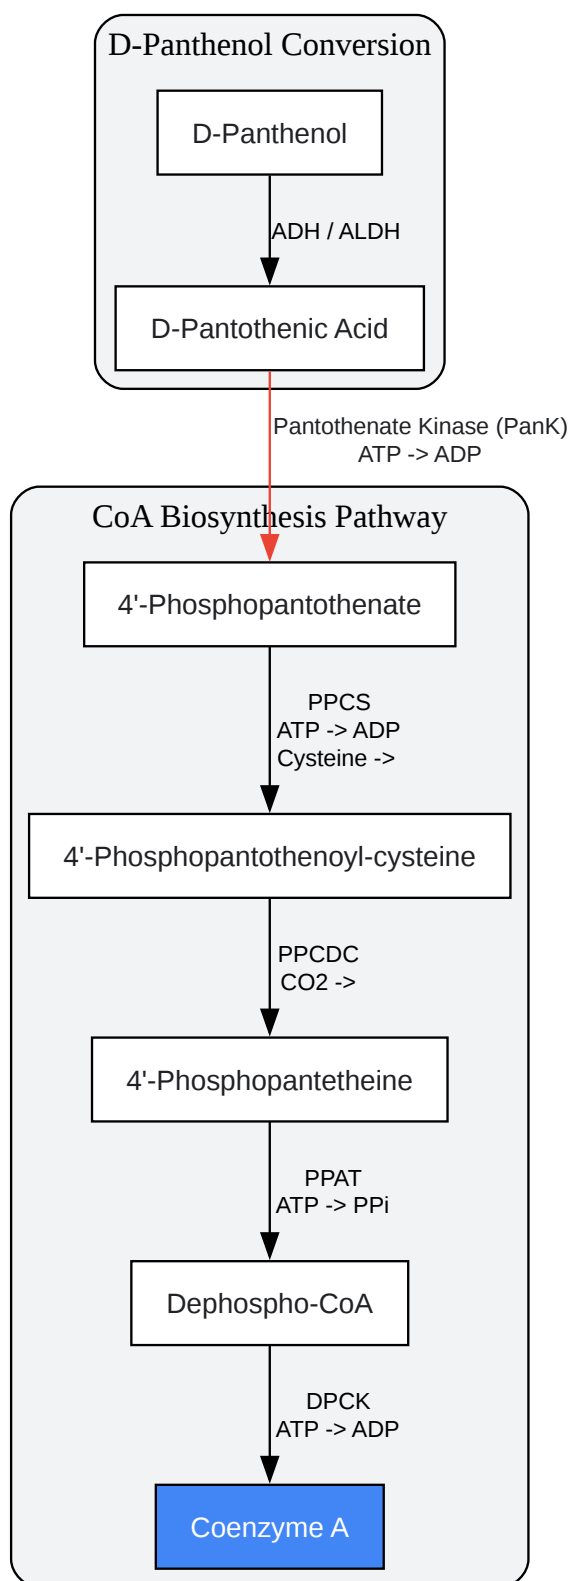 D-Panthenol Conversion
D-Panthenol
ADH / ALDH
D-Pantothenic Acid
Pantothenate Kinase (PanK)
ATP -> ADP
CoA Biosynthesis Pathway
4'-Phosphopantothenate
PPCS
ATP -> ADP
Cysteine ->
4'-Phosphopantothenoyl-cysteine
PPCDC
CO2 ->
4'-Phosphopantetheine
PPAT
ATP -> PPi
Dephospho-CoA
DPCK
ATP -> ADP
Coenzyme A